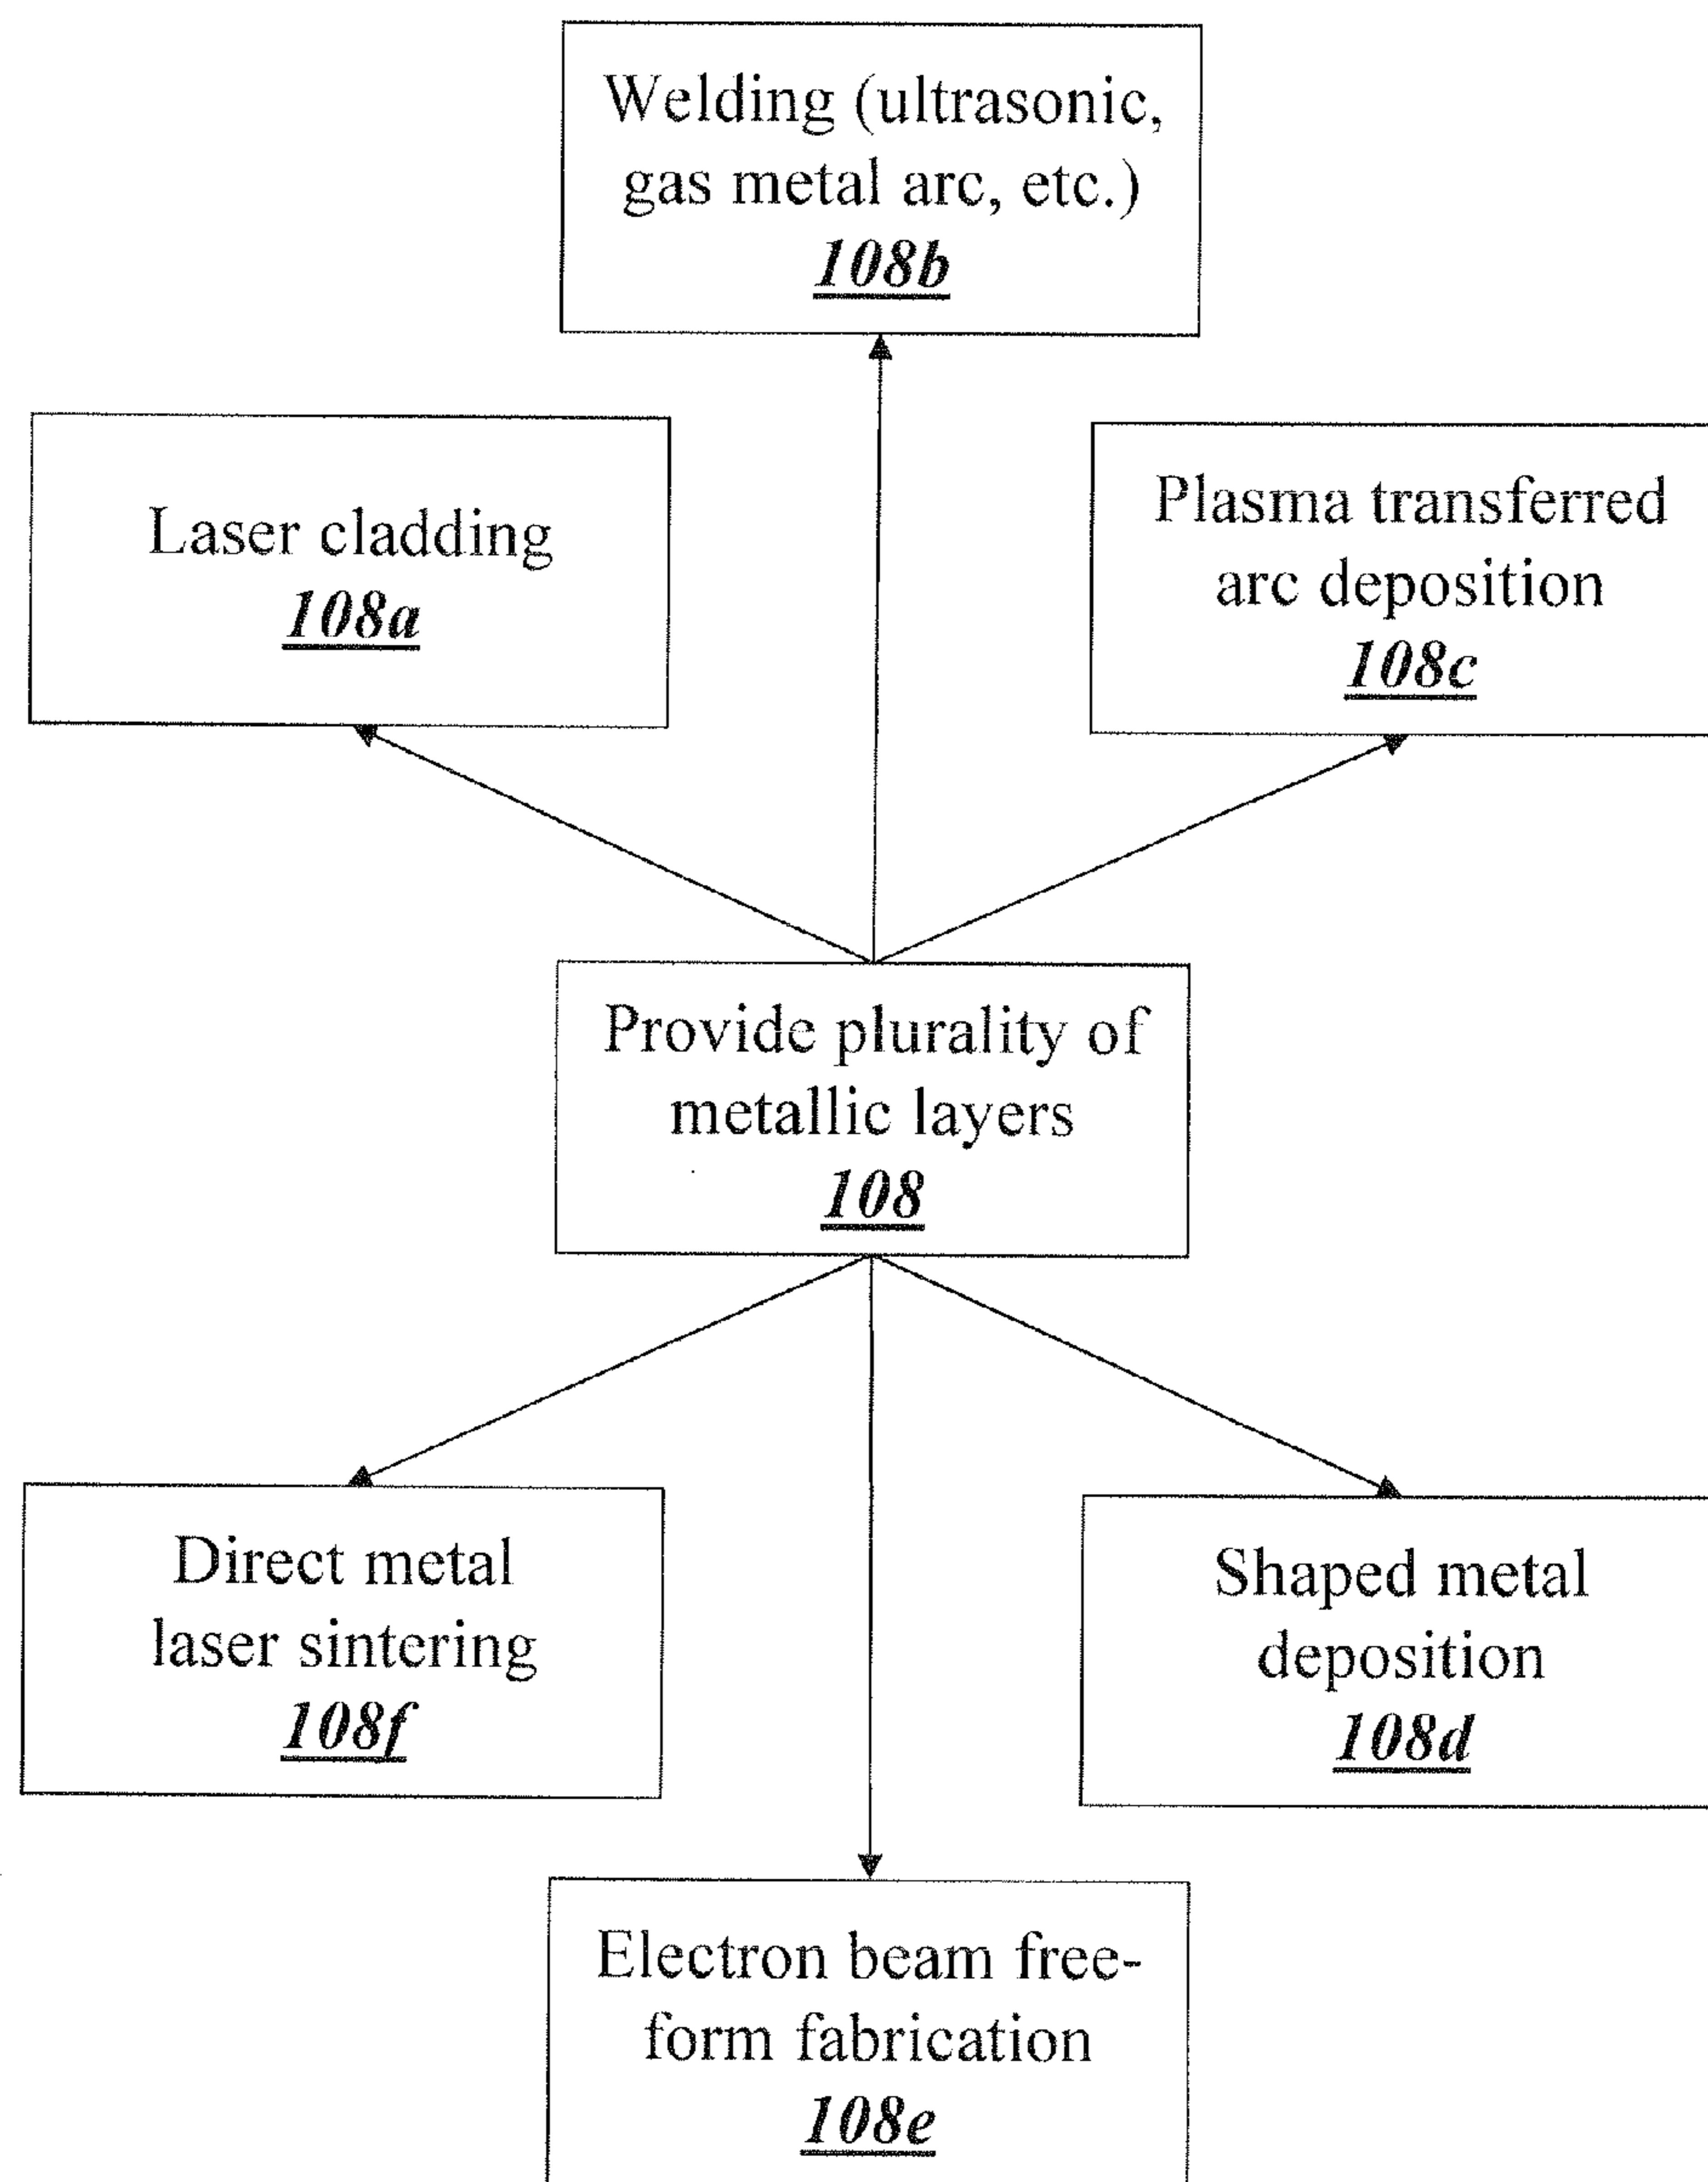 Welding (ultrasonic,
gas metal arc, etc.)
108b
Laser cladding
108a
Plasma transferred
arc deposition
108c
Provide plurality of
metallic layers
108
Direct metal
laser sintering
108f
Shaped metal
deposition
108d
Electron beam free-
form fabrication
108e